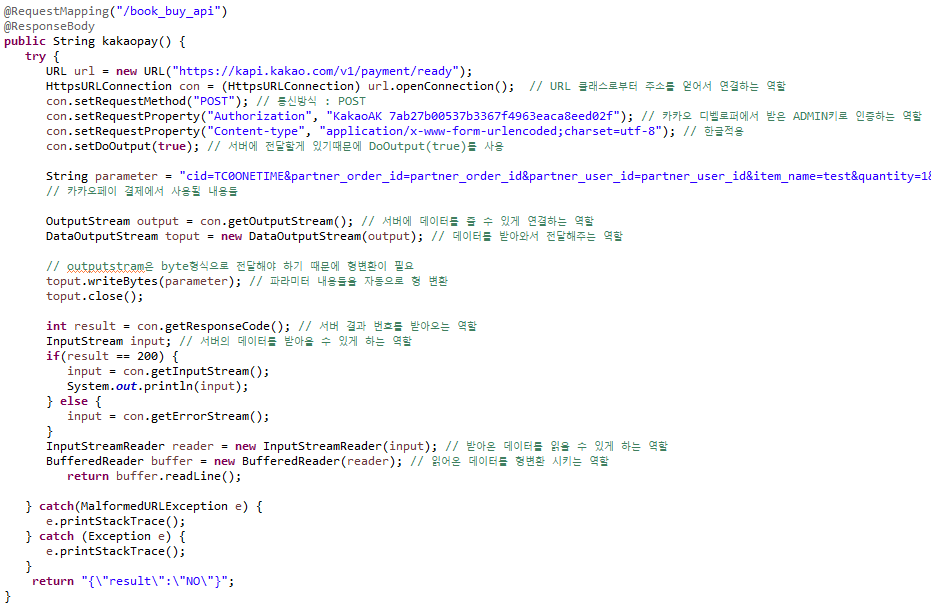 @RequestMapping("/book_buy_api")
@ResponseBody
public String kakaopay() {
try {
URL url = new URL("https://kapi.kakao.com/v1/payment/ready");
HttpsURLConnection con = (HttpsURLConnection) url.openConnection(); // URL 클래스로부터 주소를 얻어서 연결하는 역할
con.setRequestMethod("POST"); // 통신방식 : POST
con.setRequestProperty("Authorization", "KakaoAK 7ab27b00537b3367f4963eaca8eed02f"); // 카카오 디벨로퍼에서 받은 ADMIN키로 인증하는 역할
con.setRequestProperty("Content-type", "application/x-www-form-urlencoded;charset=utf-8"); // 한글적용
con.setDoOutput(true); // 서버에 전달할게 있기때문에 DoOutput(true)를 사용
String parameter = "cid=TC0ONETIME&partner_order_id=partner_order_id&partner_user_id=partner_user_id&item_name=test&quantity=1&
// 카카오페이 결제에서 사용될 내용들
OutputStream output = con.getOutputStream(); // 서버에 데이터를 줄 수 있게 연결하는 역할
DataOutputStream toput = new DataOutputStream(output); // 데이터를 받아와서 전달해주는 역할
// outputstram은 byte형식으로 전달해야 하기 때문에 형변환이 필요
toput.writeBytes(parameter); // 파라미터 내용들을 자동으로 형 변환
toput.close();
int result = con.getResponseCode(); // 서버 결과 번호를 받아오는 역할
InputStream input; // 서버의 데이터를 받아올 수 있게 하는 역할
if(result == 200) {
input = con.getInputStream();
System.out.println(input);
} else {
input = con.getErrorStream();
}
InputStreamReader reader = new InputStreamReader(input); // 받아온 데이터를 읽을 수 있게 하는 역할
BufferedReader buffer = new BufferedReader(reader); // 읽어온 데이터를 형변환 시키는 역할
return buffer.readLine();
} catch(MalformedURLException e) {
e.printStackTrace();
} catch (Exception e) {
e.printStackTrace();
}
return "{\"result\":\"NO\"}";
}